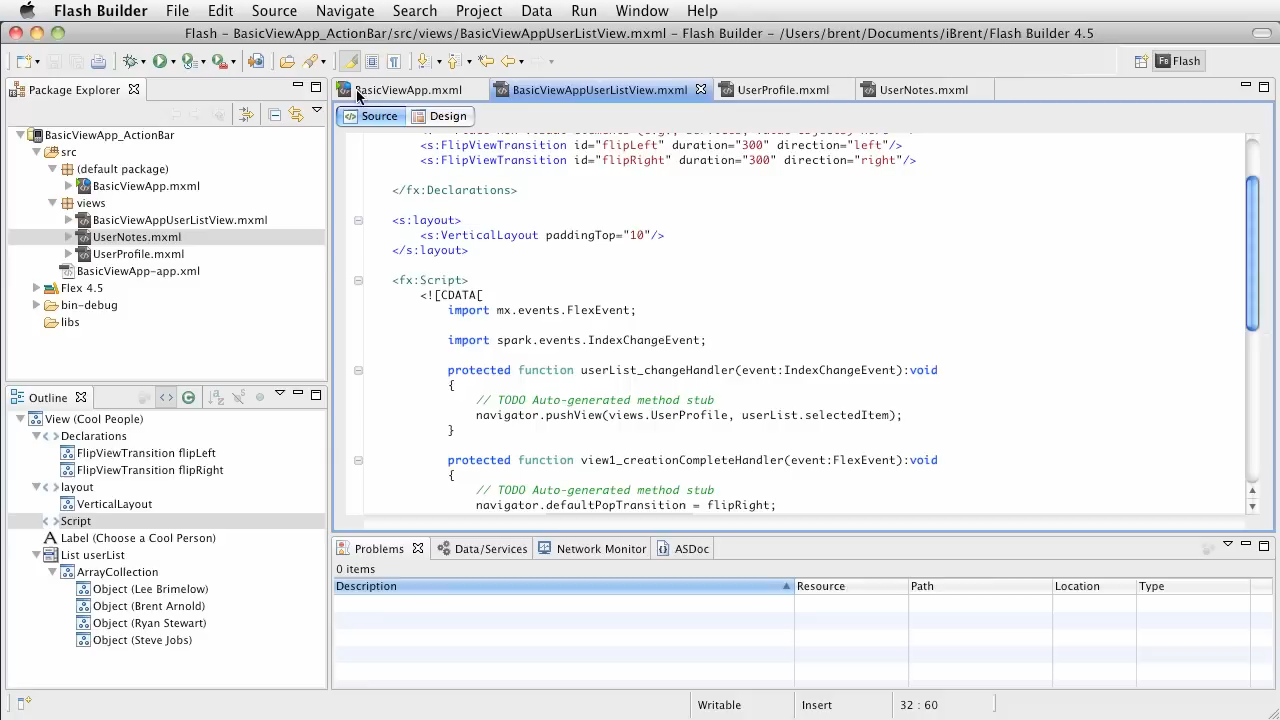 Flash Builder File Edit Source Navigate Search Project Data Run Window Help
Flash - BasicViewApp_ActionBar/src/views/BasicViewAppUserListView.mxml - Flash Builder - /Users/brent/Documents/iBrent/Flash Builder 4.5
Fb Flash
Package Explorer
BasicViewApp_ActionBar
src
(default package)
BasicViewApp.mxml
views
BasicViewAppUserListView.mxml
UserNotes.mxml
UserProfile.mxml
BasicViewApp-app.xml
Flex 4.5
bin-debug
libs
Outline
View (Cool People)
Declarations
FlipViewTransition flipLeft
FlipViewTransition flipRight
layout
VerticalLayout
Script
Label (Choose a Cool Person)
List userList
ArrayCollection
Object (Lee Brimelow)
Object (Brent Arnold)
Object (Ryan Stewart)
Object (Steve Jobs)
BasicViewApp.mxml BasicViewAppUserListView.mxml UserProfile.mxml UserNotes.mxml
Source Design
<s:FlipViewTransition id="flipLeft" duration="300" direction="left"/>
<s:FlipViewTransition id="flipRight" duration="300" direction="right"/>
</fx:Declarations>
<s:layout>
<s:VerticalLayout paddingTop="10"/>
</s:layout>
<fx:Script>
<![CDATA[
import mx.events.FlexEvent;
import spark.events.IndexChangeEvent;
protected function userList_changeHandler(event:IndexChangeEvent):void
{
// TODO Auto-generated method stub
navigator.pushView(views.UserProfile, userList.selectedItem);
}
protected function view1_creationCompleteHandler(event:FlexEvent):void
{
// TODO Auto-generated method stub
navigator.defaultPopTransition = flipRight;
Problems Data/Services Network Monitor ASDoc
0 items
Description Resource Path Location Type
Writable Insert 32 : 60